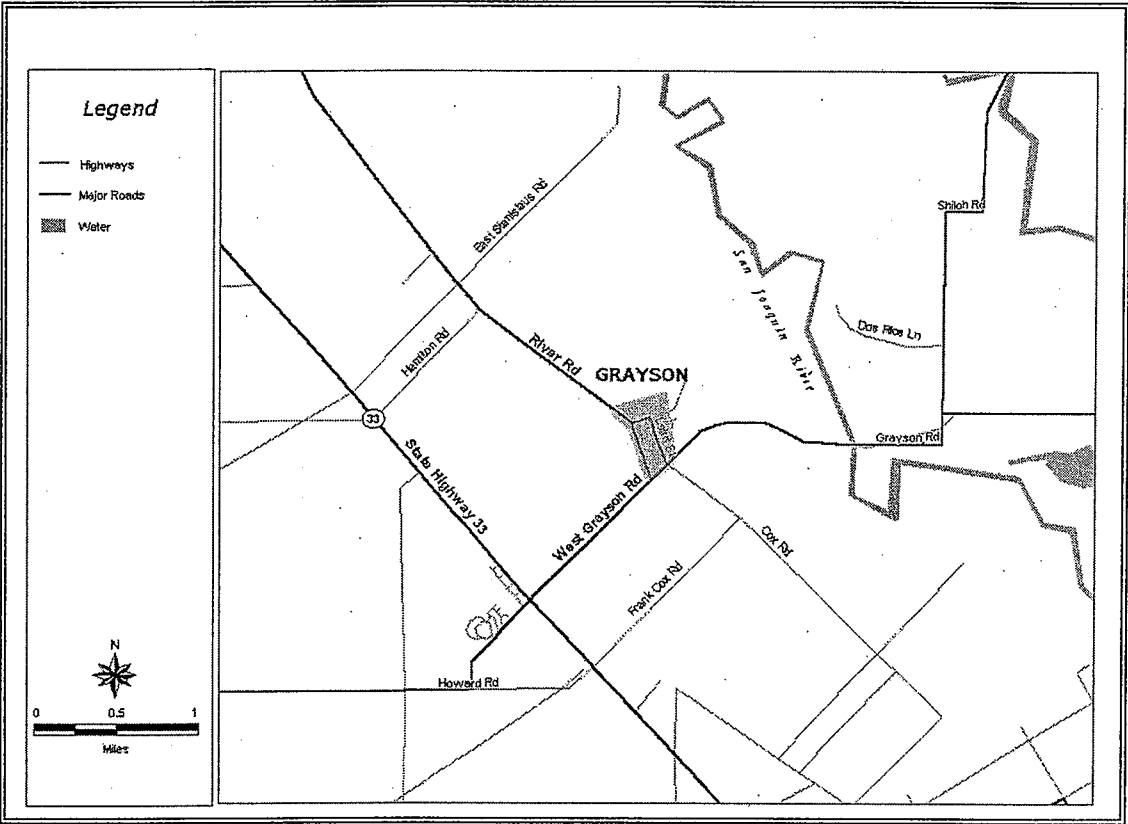 Legend
Highways
Major Roads
Water
N
0 0.5 1
Miles
East Stanislaus Rd
Shiloh Rd
San Joaquin River
Dos Rios Ln
Hamilton Rd
River Rd
GRAYSON
33
Grayson Rd
State Highway 33
West Grayson Rd
Cox Rd
Frank Cox Rd
Howard Rd